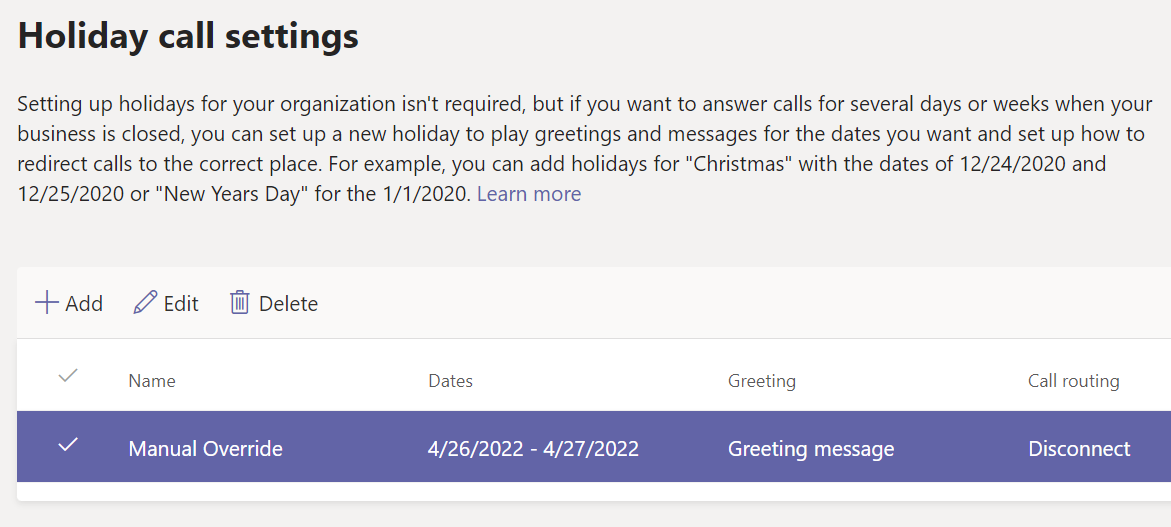 Holiday call settings
Setting up holidays for your organization isn't required, but if you want to answer calls for several days or weeks when your
business is closed, you can set up a new holiday to play greetings and messages for the dates you want and set up how to
redirect calls to the correct place. For example, you can add holidays for "Christmas" with the dates of 12/24/2020 and
12/25/2020 or "New Years Day" for the 1/1/2020. Learn more
Add Edit Delete
Name Dates Greeting Call routing
Manual Override 4/26/2022 - 4/27/2022 Greeting message Disconnect